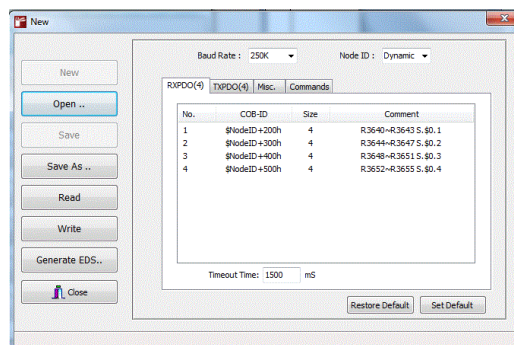 New
Baud Rate : 250K Node ID : Dynamic
New
Open ..
Save
Save As ..
Read
Write
Generate EDS..
Close
RXPDO(4) TXPDO(4) Misc. Commands
No. COB-ID Size Comment
1 $NodeID+200h 4 R3640~R3643 S.$0.1
2 $NodeID+300h 4 R3644~R3647 S.$0.2
3 $NodeID+400h 4 R3648~R3651 S.$0.3
4 $NodeID+500h 4 R3652~R3655 S.$0.4
Timeout Time: 1500 mS
Restore Default Set Default